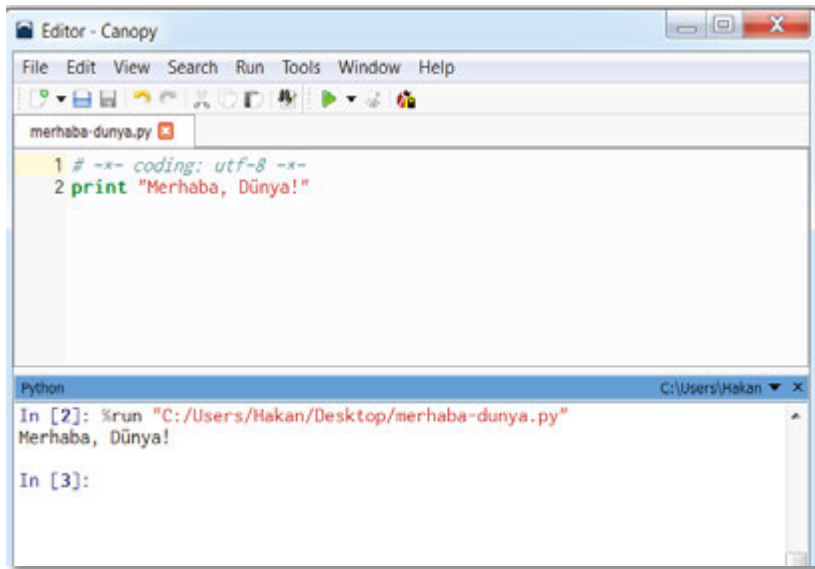 Editor - Canopy
File Edit View Search Run Tools Window Help
merhaba-dunya.py
1 # -*- coding: utf-8 -*-
2 print "Merhaba, Dünya!"
Python C:\Users\Hakan
In [2]: %run "C:/Users/Hakan/Desktop/merhaba-dunya.py"
Merhaba, Dünya!
In [3]: